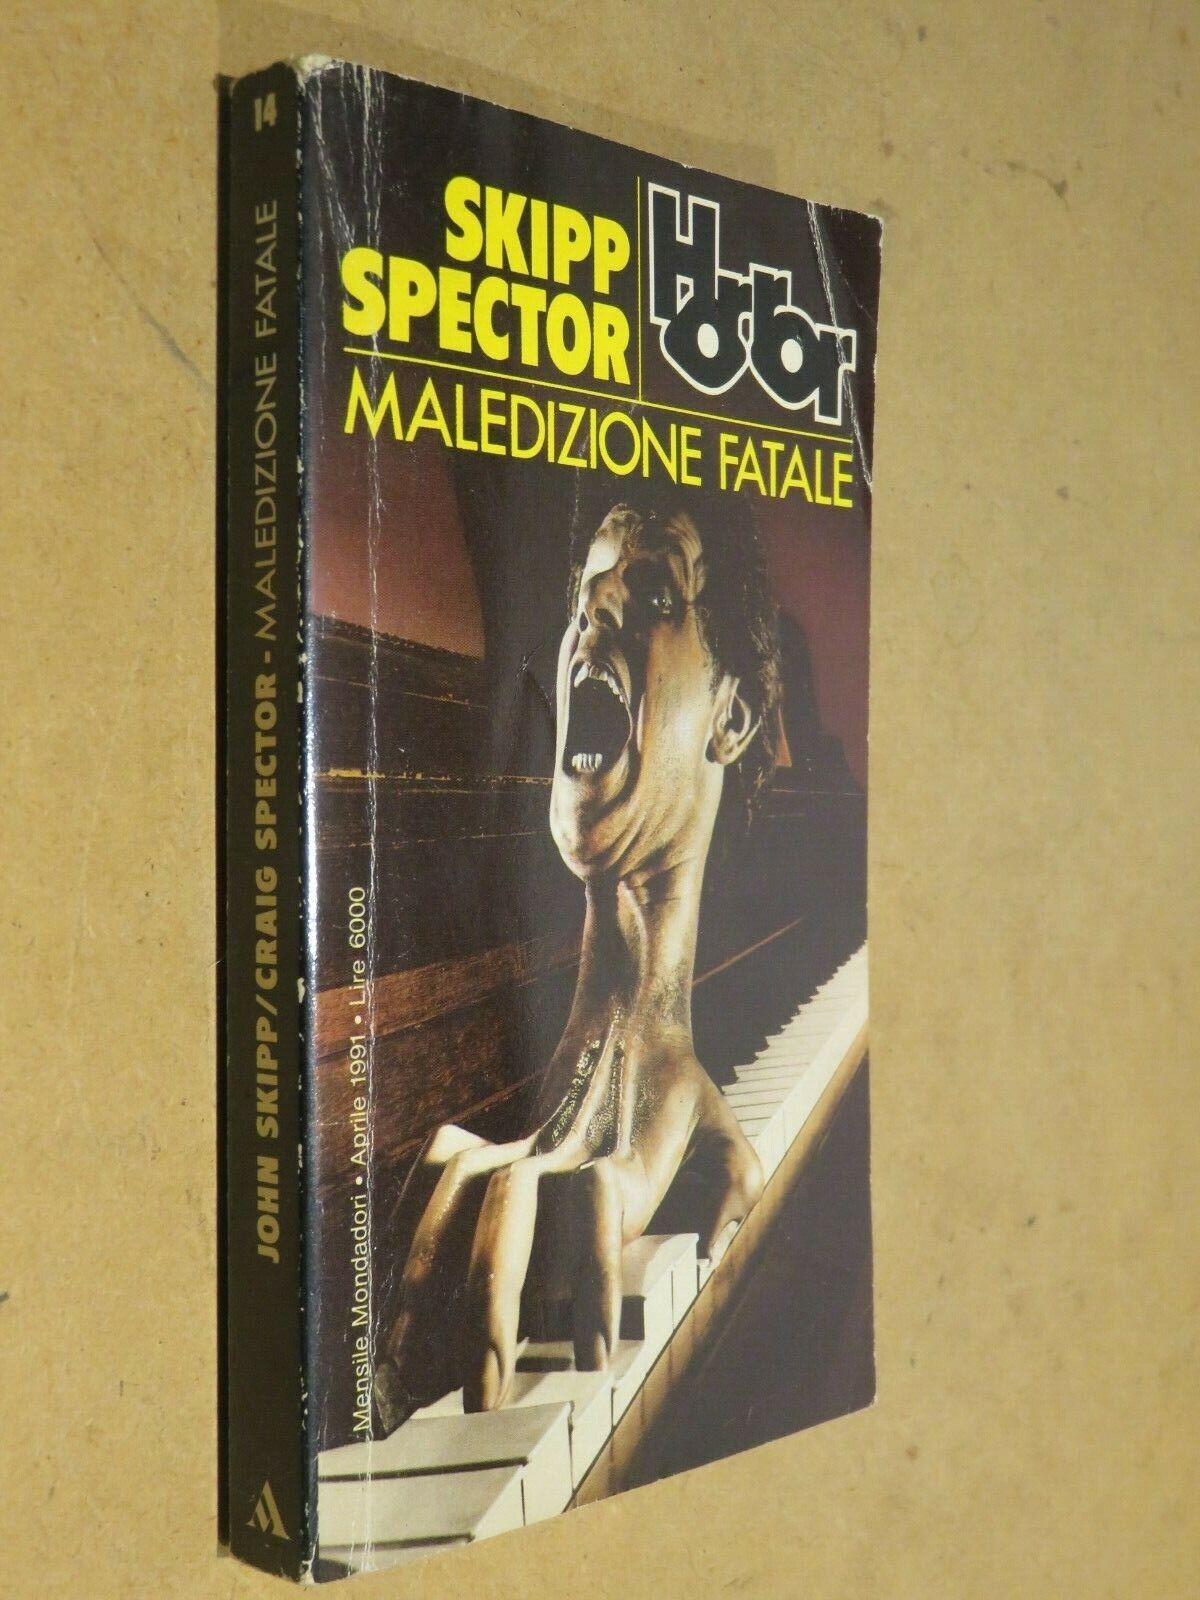 14
JOHN SKIPP/CRAIG SPECTOR - MALEDIZIONE FATALE
SKIPP
SPECTOR
Horror
MALEDIZIONE FATALE
Mensile Mondadori • Aprile 1991 • Lire 6000